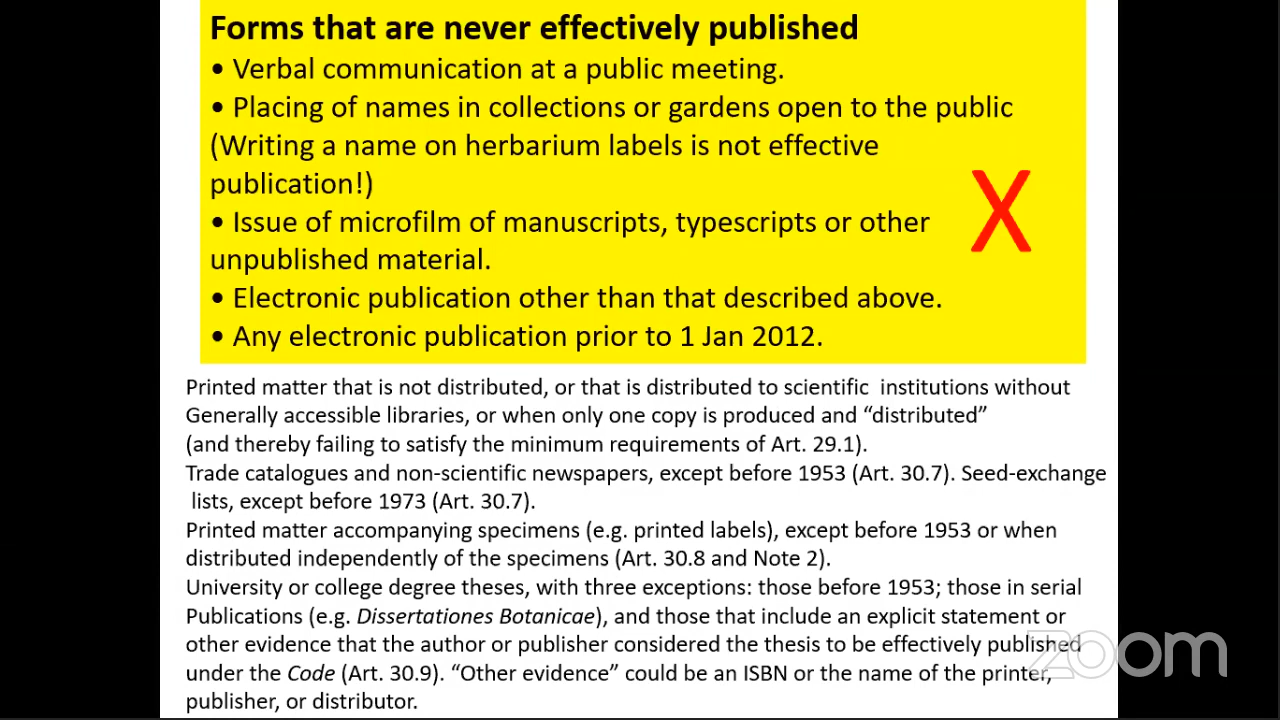 Forms that are never effectively published
• Verbal communication at a public meeting.
• Placing of names in collections or gardens open to the public
(Writing a name on herbarium labels is not effective
publication!)
X
• Issue of microfilm of manuscripts, typescripts or other
unpublished material.
• Electronic publication other than that described above.
• Any electronic publication prior to 1 Jan 2012.
Printed matter that is not distributed, or that is distributed to scientific  institutions without
Generally accessible libraries, or when only one copy is produced and “distributed”
(and thereby failing to satisfy the minimum requirements of Art. 29.1).
Trade catalogues and non-scientific newspapers, except before 1953 (Art. 30.7). Seed-exchange
lists, except before 1973 (Art. 30.7).
Printed matter accompanying specimens (e.g. printed labels), except before 1953 or when
distributed independently of the specimens (Art. 30.8 and Note 2).
University or college degree theses, with three exceptions: those before 1953; those in serial
Publications (e.g. Dissertationes Botanicae), and those that include an explicit statement or
other evidence that the author or publisher considered the thesis to be effectively published
under the Code (Art. 30.9). “Other evidence” could be an ISBN or the name of the printer,
publisher, or distributor.
zoom